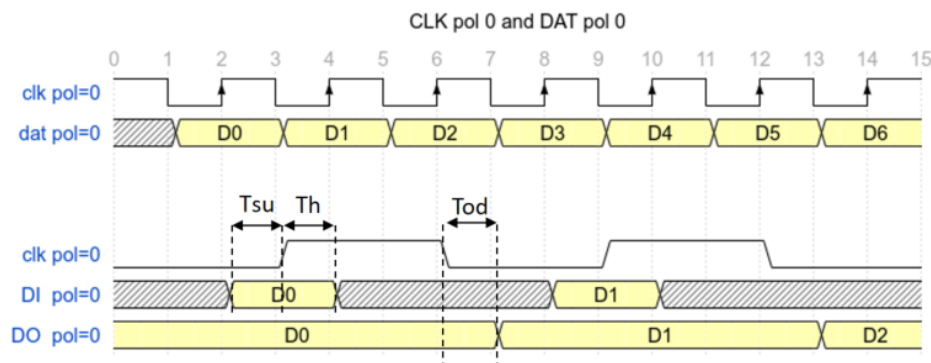 CLK pol 0 and DAT pol 0
0 1 2 3 4 5 6 7 8 9 10 11 12 13 14 15
clk pol=0
dat pol=0 D0 D1 D2 D3 D4 D5 D6
Tsu Th Tod
clk pol=0
DI pol=0 D0 D1
DO pol=0 D0 D1 D2